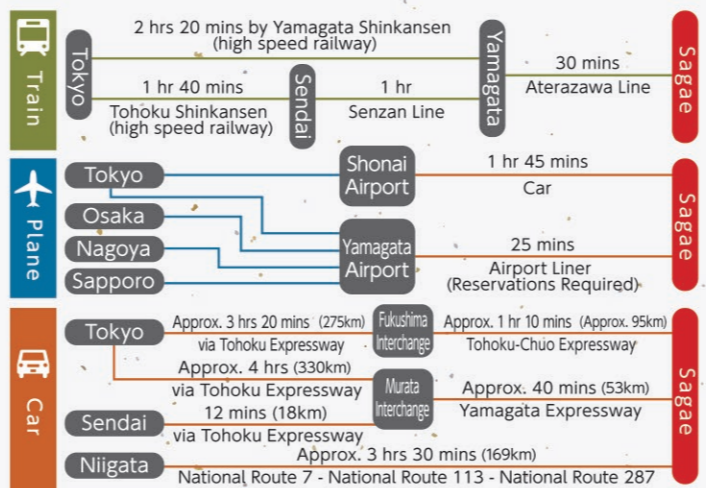 Train
Tokyo
2 hrs 20 mins by Yamagata Shinkansen
(high speed railway)
1 hr 40 mins
Tohoku Shinkansen
(high speed railway)
Sendai
1 hr
Senzan Line
Yamagata
30 mins
Aterazawa Line
Sagae
Plane
Tokyo
Osaka
Nagoya
Sapporo
Shonai
Airport
1 hr 45 mins
Car
Yamagata
Airport
25 mins
Airport Liner
(Reservations Required)
Sagae
Car
Tokyo
Approx. 3 hrs 20 mins (275km)
via Tohoku Expressway
Fukushima
Interchange
Approx. 1 hr 10 mins (Approx. 95km)
Tohoku-Chuo Expressway
Approx. 4 hrs (330km)
via Tohoku Expressway
Murata
Interchange
Approx. 40 mins (53km)
Yamagata Expressway
Sendai
12 mins (18km)
via Tohoku Expressway
Niigata
Approx. 3 hrs 30 mins (169km)
National Route 7 - National Route 113 - National Route 287
Sagae